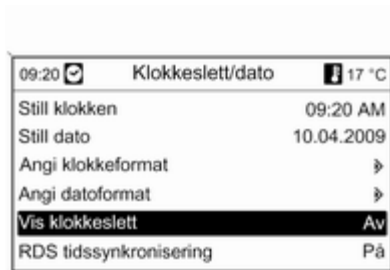 09:20 Klokkeslett/dato 17 °C
Still klokken 09:20 AM
Still dato 10.04.2009
Angi klokkeformat
Angi datoformat
Vis klokkeslett Av
RDS tidssynkronisering På